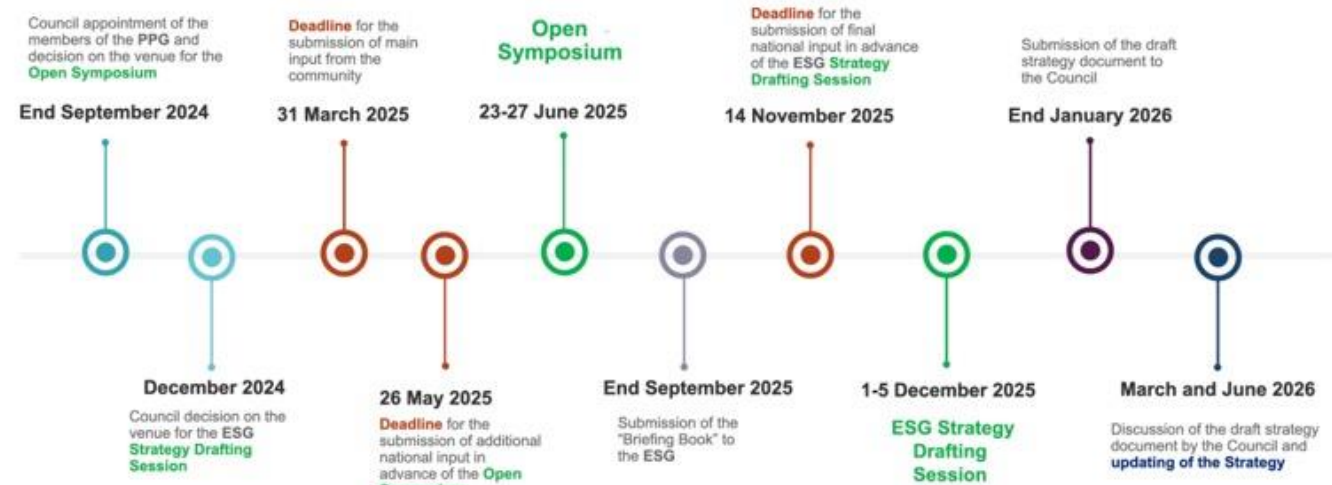 Council appointment of the
members of the PPG and
decision on the venue for the
Open Symposium
End September 2024
Deadline for the
submission of main
input from the
community
31 March 2025
Open
Symposium
23-27 June 2025
Deadline for the
submission of final
national input in advance
of the ESG Strategy
Drafting Session
14 November 2025
Submission of the draft
strategy document to
the Council
End January 2026
December 2024
Council decision on the
venue for the ESG
Strategy Drafting
Session
26 May 2025
Deadline for the
submission of additional
national input in
advance of the Open
End September 2025
Submission of the
"Briefing Book" to
the ESG
1-5 December 2025
ESG Strategy
Drafting
Session
March and June 2026
Discussion of the draft strategy
document by the Council and
updating of the Strategy